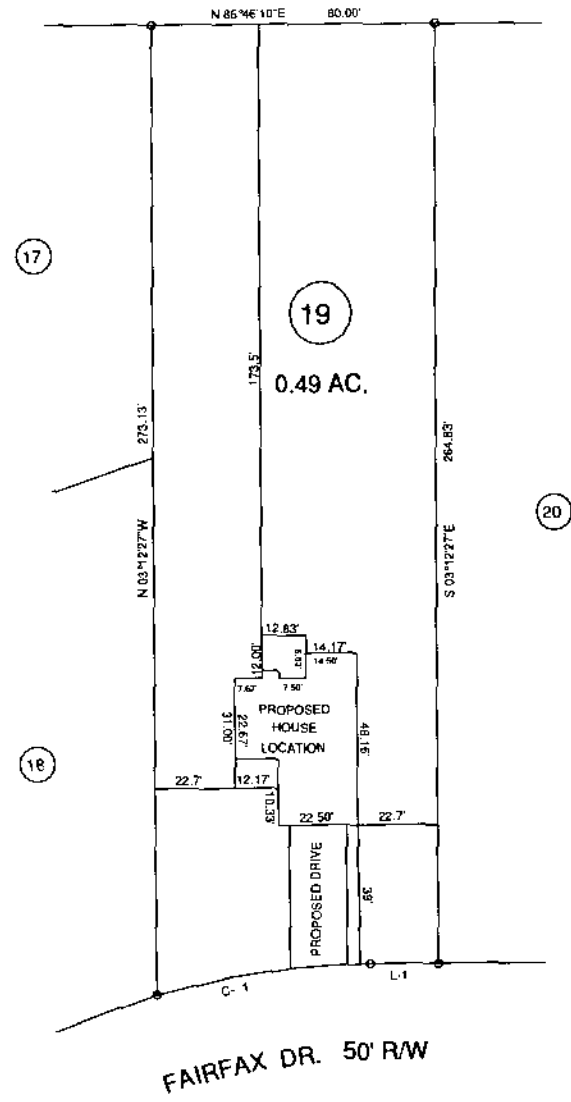 N 86°46'10"E 80.00'
17
19
173.5'
0.49 AC.
273.13'
264.83'
N 03°12'27"W
S 03°12'27"E
20
12.83'
12.00'
14.17'
14.50'
7.67'
7.50'
PROPOSED
HOUSE
LOCATION
31.00'
22.67'
48.16'
18
22.7'
12.17'
10.33'
22.50'
22.7'
PROPOSED DRIVE
39'
C- 1
L-1
FAIRFAX DR. 50' R/W